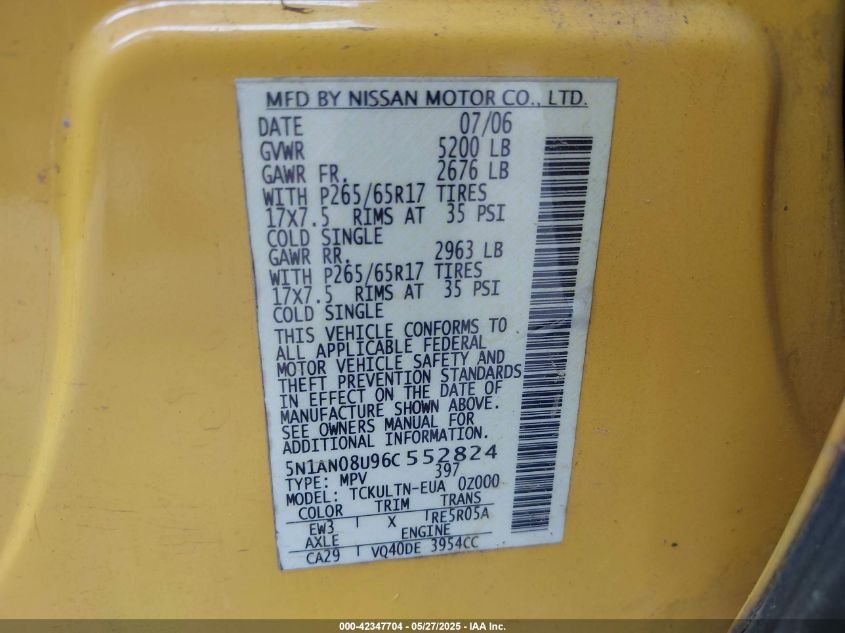 MFD BY NISSAN MOTOR CO., LTD.
DATE 07/06
GVWR 5200 LB
GAWR FR. 2676 LB
WITH P265/65R17 TIRES
17X7.5 RIMS AT 35 PSI
COLD SINGLE
GAWR RR. 2963 LB
WITH P265/65R17 TIRES
17X7.5 RIMS AT 35 PSI
COLD SINGLE
THIS VEHICLE CONFORMS TO
ALL APPLICABLE FEDERAL
MOTOR VEHICLE SAFETY AND
THEFT PREVENTION STANDARDS
IN EFFECT ON THE DATE OF
MANUFACTURE SHOWN ABOVE.
SEE OWNERS MANUAL FOR
ADDITIONAL INFORMATION.
5N1AN08U96C 552824
TYPE: MPV 397
MODEL: TCKULTN-EUA 0Z000
COLOR TRIM TRANS
EW3 X RE5R05A
AXLE ENGINE
CA29 VQ40DE 3954CC
000-42347704 - 05/27/2025 - IAA Inc.